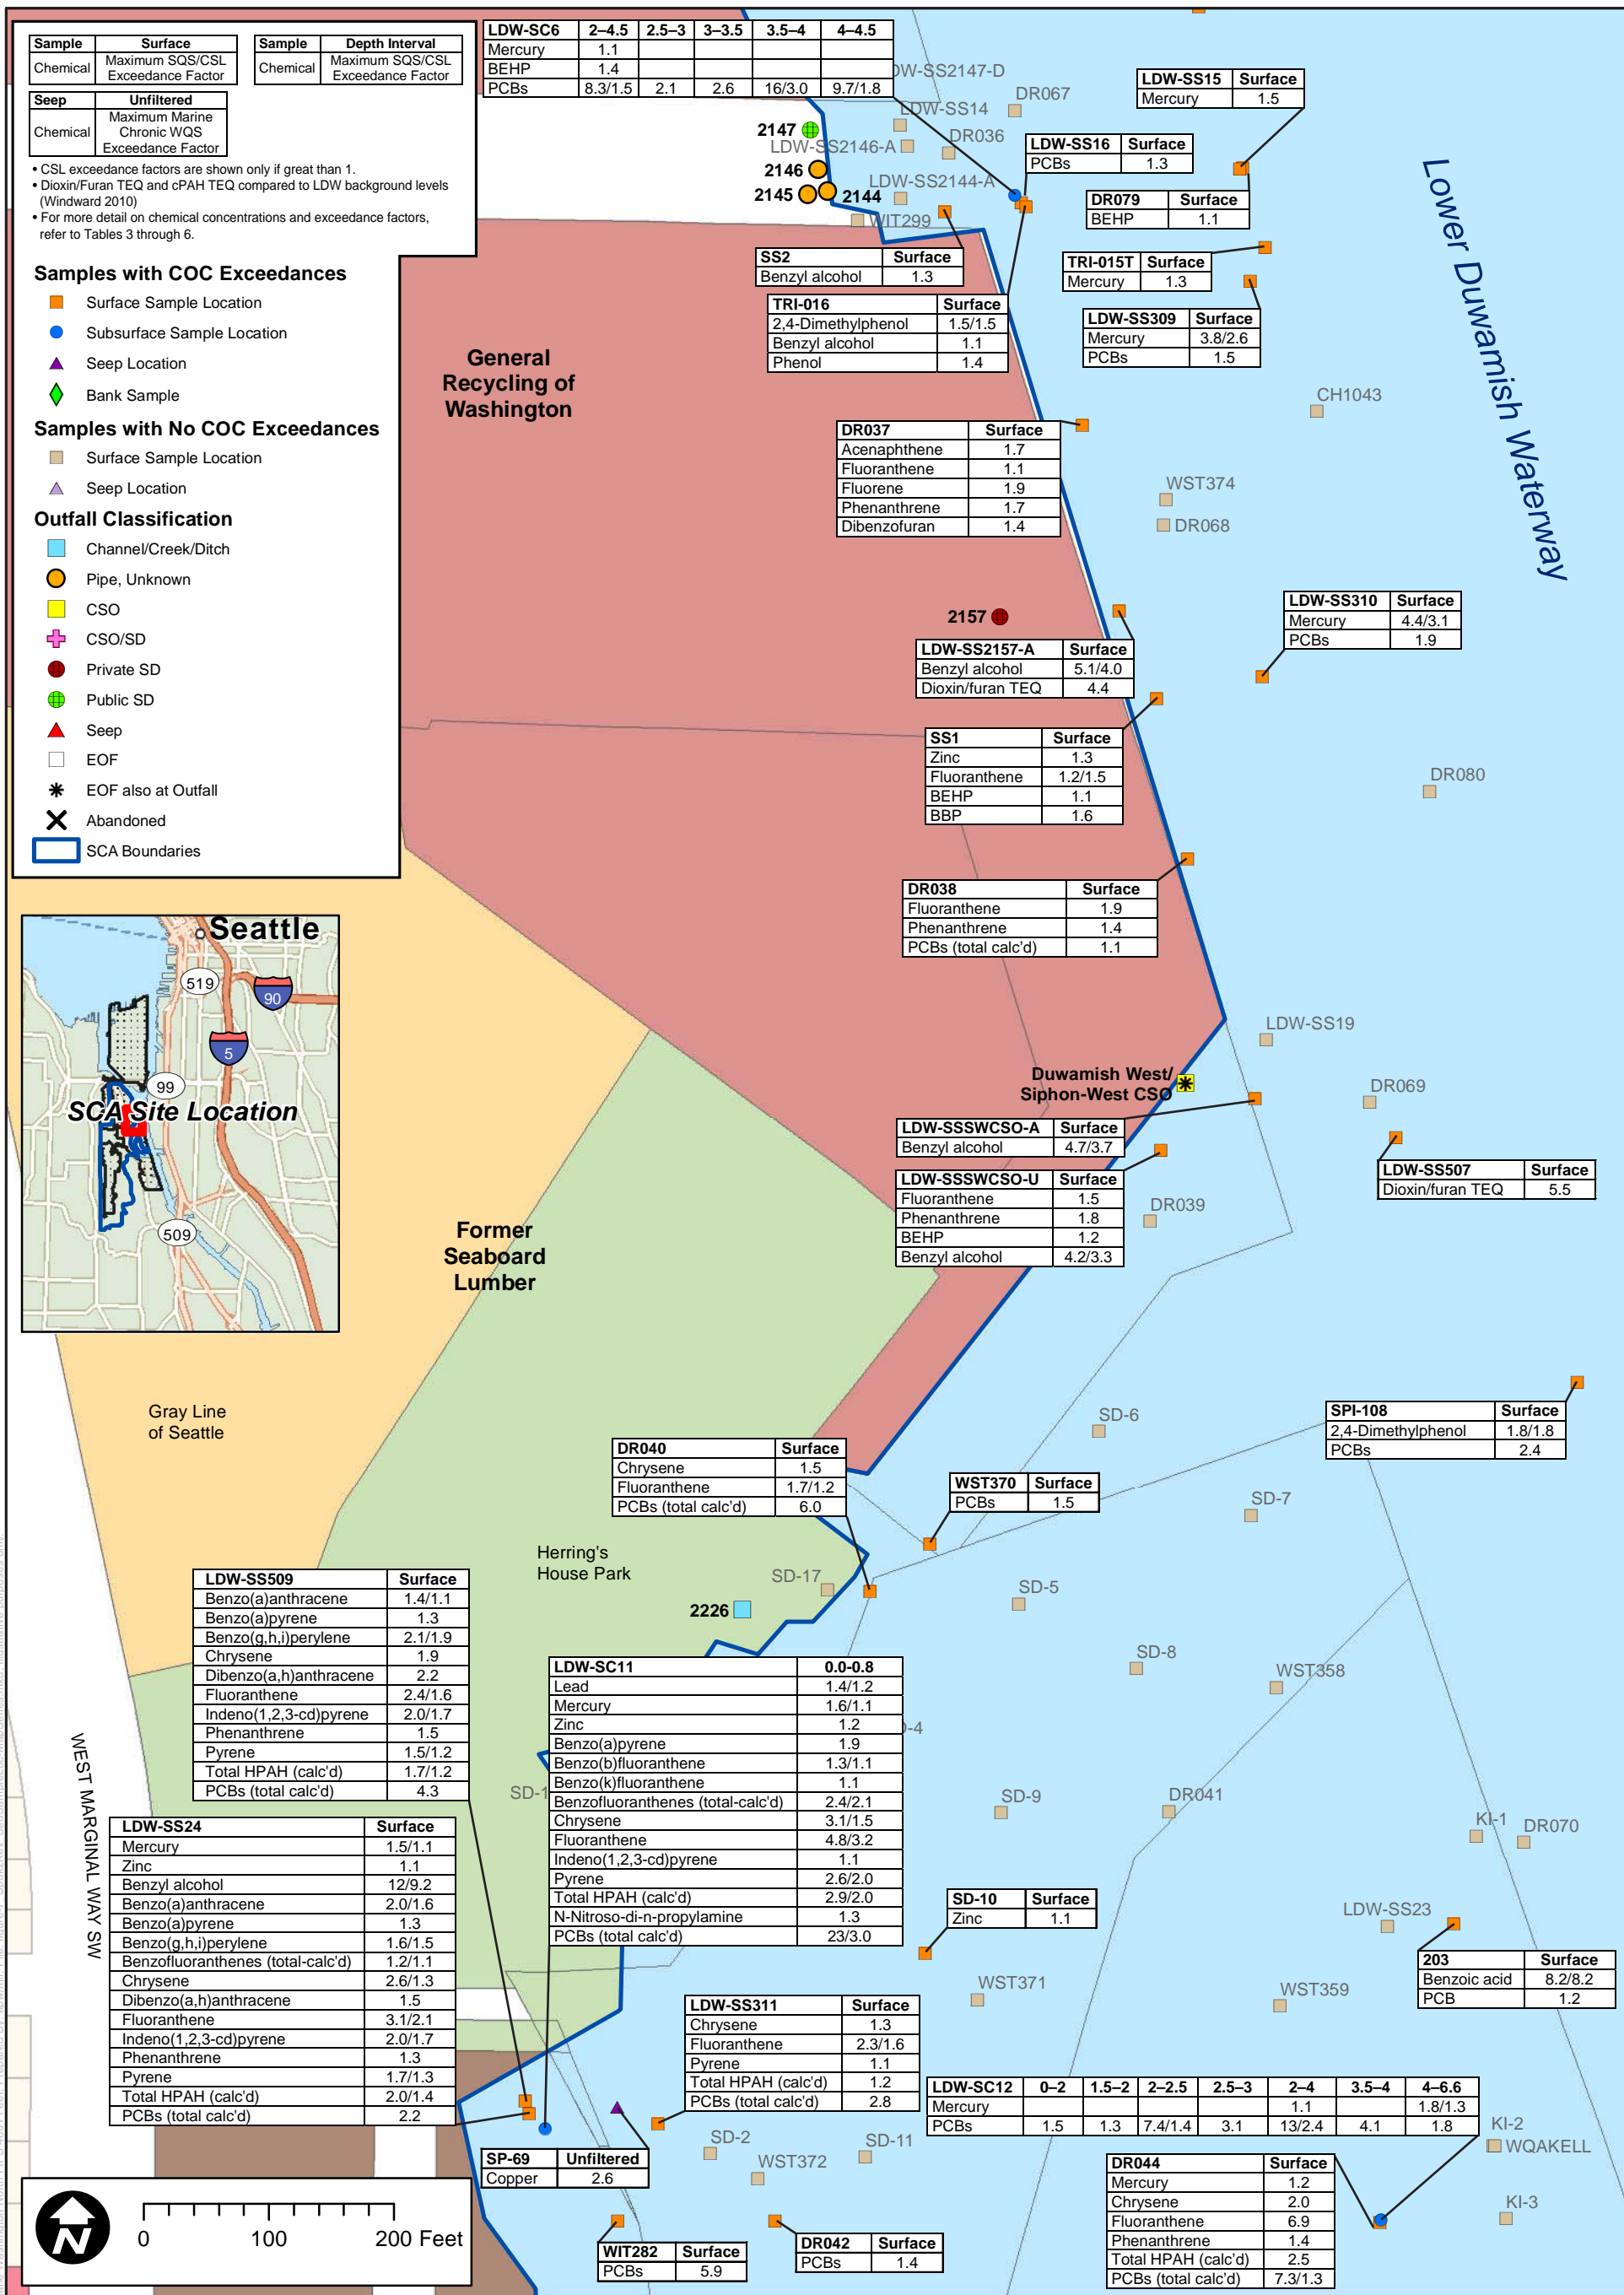 Sample Surface
Chemical Maximum SQS/CSL Exceedance Factor
Sample Depth Interval
Chemical Maximum SQS/CSL Exceedance Factor
Seep Unfiltered
Chemical Maximum Marine Chronic WQS Exceedance Factor
• CSL exceedance factors are shown only if great than 1.
• Dioxin/Furan TEQ and cPAH TEQ compared to LDW background levels
(Windward 2010)
• For more detail on chemical concentrations and exceedance factors,
refer to Tables 3 through 6.
Samples with COC Exceedances
Surface Sample Location
Subsurface Sample Location
Seep Location
Bank Sample
Samples with No COC Exceedances
Surface Sample Location
Seep Location
Outfall Classification
Channel/Creek/Ditch
Pipe, Unknown
CSO
CSO/SD
Private SD
Public SD
Seep
EOF
EOF also at Outfall
Abandoned
SCA Boundaries
LDW-SC6 2–4.5 2.5–3 3–3.5 3.5–4 4–4.5
Mercury 1.1
BEHP 1.4
PCBs 8.3/1.5 2.1 2.6 16/3.0 9.7/1.8
DW-SS2147-D
LDW-SS14
DR067
2147
LDW-SS2146-A
DR036
2146
2145
2144
LDW-SS2144-A
WIT299
LDW-SS15 Surface
Mercury 1.5
LDW-SS16 Surface
PCBs 1.3
DR079 Surface
BEHP 1.1
SS2 Surface
Benzyl alcohol 1.3
TRI-015T Surface
Mercury 1.3
TRI-016 Surface
2,4-Dimethylphenol 1.5/1.5
Benzyl alcohol 1.1
Phenol 1.4
LDW-SS309 Surface
Mercury 3.8/2.6
PCBs 1.5
Lower Duwamish Waterway
General
Recycling of
Washington
CH1043
DR037 Surface
Acenaphthene 1.7
Fluoranthene 1.1
Fluorene 1.9
Phenanthrene 1.7
Dibenzofuran 1.4
WST374
DR068
2157
LDW-SS310 Surface
Mercury 4.4/3.1
PCBs 1.9
LDW-SS2157-A Surface
Benzyl alcohol 5.1/4.0
Dioxin/furan TEQ 4.4
SS1 Surface
Zinc 1.3
Fluoranthene 1.2/1.5
BEHP 1.1
BBP 1.6
DR080
DR038 Surface
Fluoranthene 1.9
Phenanthrene 1.4
PCBs (total calc'd) 1.1
Seattle
519
90
5
99
SCA Site Location
509
LDW-SS19
Duwamish West/
Siphon-West CSO
DR069
LDW-SSSWCSO-A Surface
Benzyl alcohol 4.7/3.7
LDW-SS507 Surface
Dioxin/furan TEQ 5.5
LDW-SSSWCSO-U Surface
Fluoranthene 1.5
Phenanthrene 1.8
BEHP 1.2
Benzyl alcohol 4.2/3.3
DR039
Former
Seaboard
Lumber
Gray Line
of Seattle
SD-6
SPI-108 Surface
2,4-Dimethylphenol 1.8/1.8
PCBs 2.4
DR040 Surface
Chrysene 1.5
Fluoranthene 1.7/1.2
PCBs (total calc'd) 6.0
WST370 Surface
PCBs 1.5
SD-7
Herring's
House Park
SD-17
SD-5
2226
LDW-SS509 Surface
Benzo(a)anthracene 1.4/1.1
Benzo(a)pyrene 1.3
Benzo(g,h,i)perylene 2.1/1.9
Chrysene 1.9
Dibenzo(a,h)anthracene 2.2
Fluoranthene 2.4/1.6
Indeno(1,2,3-cd)pyrene 2.0/1.7
Phenanthrene 1.5
Pyrene 1.5/1.2
Total HPAH (calc'd) 1.7/1.2
PCBs (total calc'd) 4.3
SD-8
WST358
LDW-SC11 0.0-0.8
Lead 1.4/1.2
Mercury 1.6/1.1
Zinc 1.2
Benzo(a)pyrene 1.9
Benzo(b)fluoranthene 1.3/1.1
Benzo(k)fluoranthene 1.1
Benzofluoranthenes (total-calc'd) 2.4/2.1
Chrysene 3.1/1.5
Fluoranthene 4.8/3.2
Indeno(1,2,3-cd)pyrene 1.1
Pyrene 2.6/2.0
Total HPAH (calc'd) 2.9/2.0
N-Nitroso-di-n-propylamine 1.3
PCBs (total calc'd) 23/3.0
-4
SD-1
WEST MARGINAL WAY SW
LDW-SS24 Surface
Mercury 1.5/1.1
Zinc 1.1
Benzyl alcohol 12/9.2
Benzo(a)anthracene 2.0/1.6
Benzo(a)pyrene 1.3
Benzo(g,h,i)perylene 1.6/1.5
Benzofluoranthenes (total-calc'd) 1.2/1.1
Chrysene 2.6/1.3
Dibenzo(a,h)anthracene 1.5
Fluoranthene 3.1/2.1
Indeno(1,2,3-cd)pyrene 2.0/1.7
Phenanthrene 1.3
Pyrene 1.7/1.3
Total HPAH (calc'd) 2.0/1.4
PCBs (total calc'd) 2.2
SD-9
DR041
KI-1
DR070
SD-10 Surface
Zinc 1.1
LDW-SS23
203 Surface
Benzoic acid 8.2/8.2
PCB 1.2
WST371
WST359
LDW-SS311 Surface
Chrysene 1.3
Fluoranthene 2.3/1.6
Pyrene 1.1
Total HPAH (calc'd) 1.2
PCBs (total calc'd) 2.8
LDW-SC12 0–2 1.5–2 2–2.5 2.5–3 2–4 3.5–4 4–6.6
Mercury 1.1 1.8/1.3
PCBs 1.5 1.3 7.4/1.4 3.1 13/2.4 4.1 1.8
KI-2
WQAKELL
SD-2
SD-11
WST372
SP-69 Unfiltered
Copper 2.6
DR044 Surface
Mercury 1.2
Chrysene 2.0
Fluoranthene 6.9
Phenanthrene 1.4
Total HPAH (calc'd) 2.5
PCBs (total calc'd) 7.3/1.3
KI-3
WIT282 Surface
PCBs 5.9
DR042 Surface
PCBs 1.4
N
0 100 200 Feet